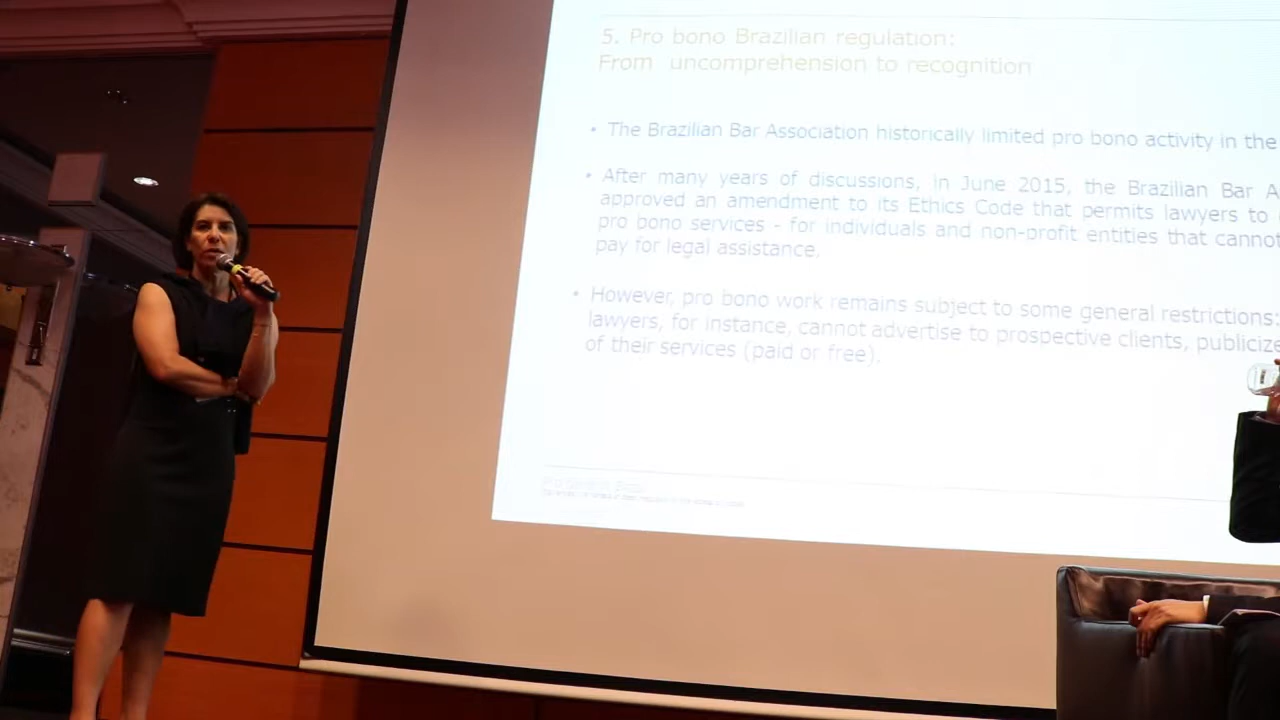 5. Pro bono Brazilian regulation:
From uncomprehension to recognition
• The Brazilian Bar Association historically limited pro bono activity in the
• After many years of discussions, in June 2015, the Brazilian Bar A
approved an amendment to its Ethics Code that permits lawyers to
pro bono services - for individuals and non-profit entities that cannot
pay for legal assistance.
• However, pro bono work remains subject to some general restrictions:
lawyers, for instance, cannot advertise to prospective clients, publicize
of their services (paid or free).